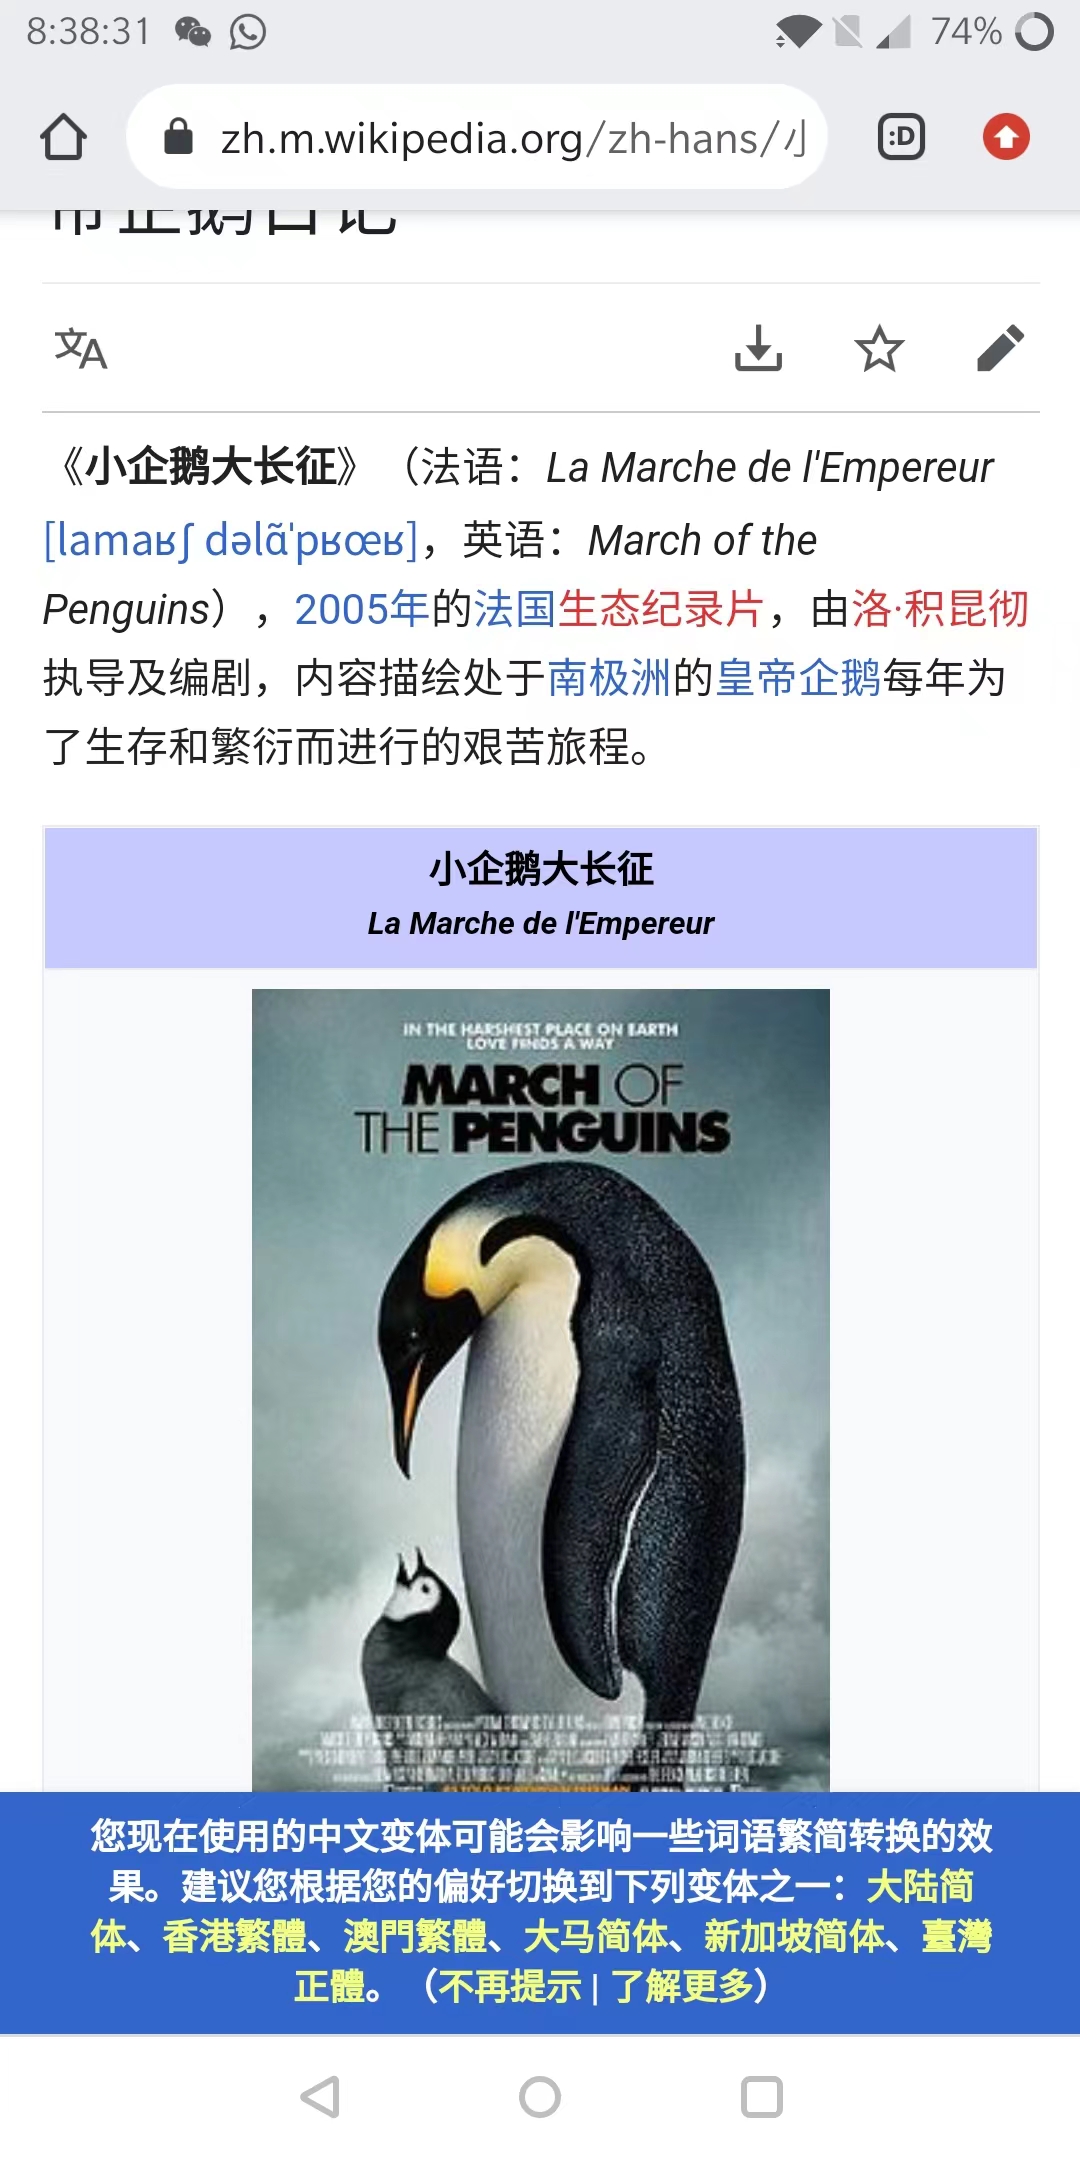 8:38:31
74%
zh.m.wikipedia.org/zh-hans/小
:D
帝企鹅日记
文A
《小企鹅大长征》（法语：La Marche de l'Empereur
[lamaʁʃ dəlɑ̃ˈpʁœʁ]，英语：March of the
Penguins），2005年的法国生态纪录片，由洛·积昆彻
执导及编剧，内容描绘处于南极洲的皇帝企鹅每年为
了生存和繁衍而进行的艰苦旅程。
小企鹅大长征
La Marche de l'Empereur
IN THE HARSHEST PLACE ON EARTH
LOVE FINDS A WAY
MARCH OF
THE PENGUINS
您现在使用的中文变体可能会影响一些词语繁简转换的效
果。建议您根据您的偏好切换到下列变体之一：大陆简
体、香港繁體、澳門繁體、大马简体、新加坡简体、臺灣
正體。（不再提示 | 了解更多）